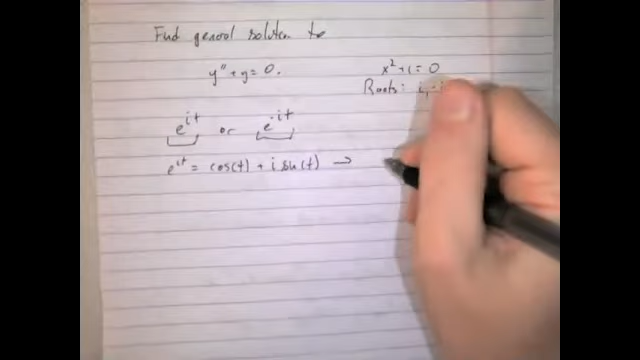 Find general solution to
y'' + y = 0.
x² + 1 = 0
Roots: i, -i
e^{it} or e^{-it}
e^{it} = cos(t) + i sin(t) →